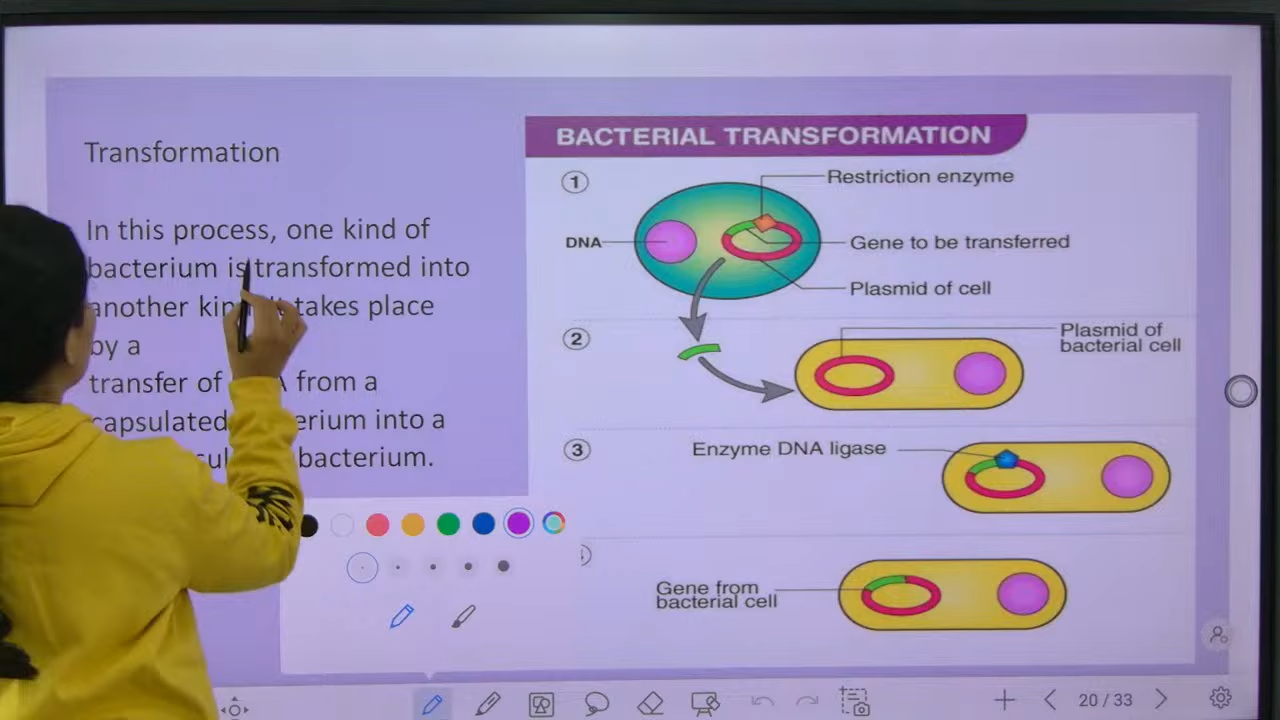 Transformation
In this process, one kind of
bacterium is transformed into
another takes place
by a
transfer of from a
capsulated into a
bacterium.
BACTERIAL TRANSFORMATION
1
Restriction enzyme
DNA
Gene to be transferred
Plasmid of cell
2
Plasmid of
bacterial cell
3
Enzyme DNA ligase
Gene from
bacterial cell
20 / 33